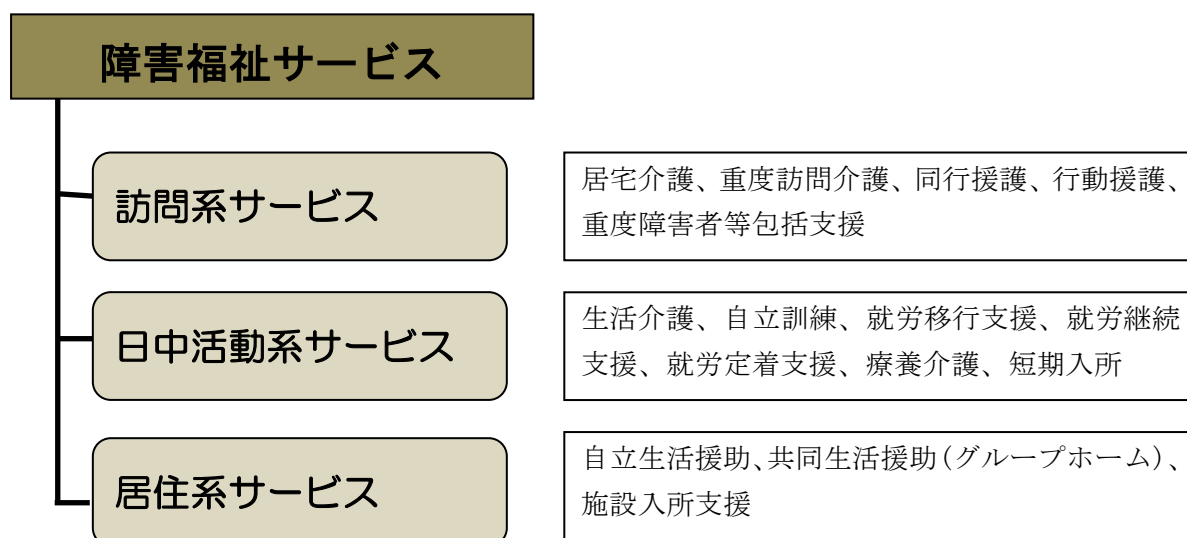 障害福祉サービス
訪問系サービス
居宅介護、重度訪問介護、同行援護、行動援護、
重度障害者等包括支援
日中活動系サービス
生活介護、自立訓練、就労移行支援、就労継続
支援、就労定着支援、療養介護、短期入所
居住系サービス
自立生活援助、共同生活援助（グループホーム）、
施設入所支援